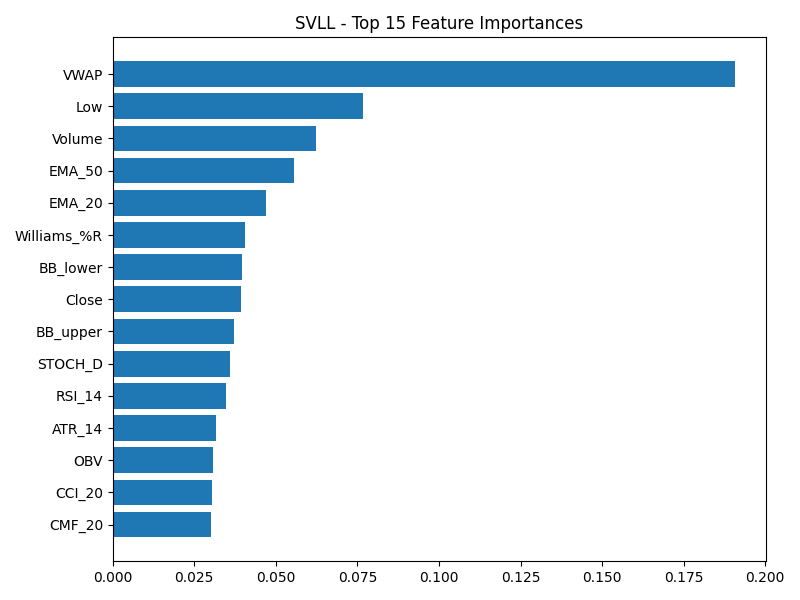 SVLL - Top 15 Feature Importances
VWAP
Low
Volume
EMA_50
EMA_20
Williams_%R
BB_lower
Close
BB_upper
STOCH_D
RSI_14
ATR_14
OBV
CCI_20
CMF_20
0.000 0.025 0.050 0.075 0.100 0.125 0.150 0.175 0.200